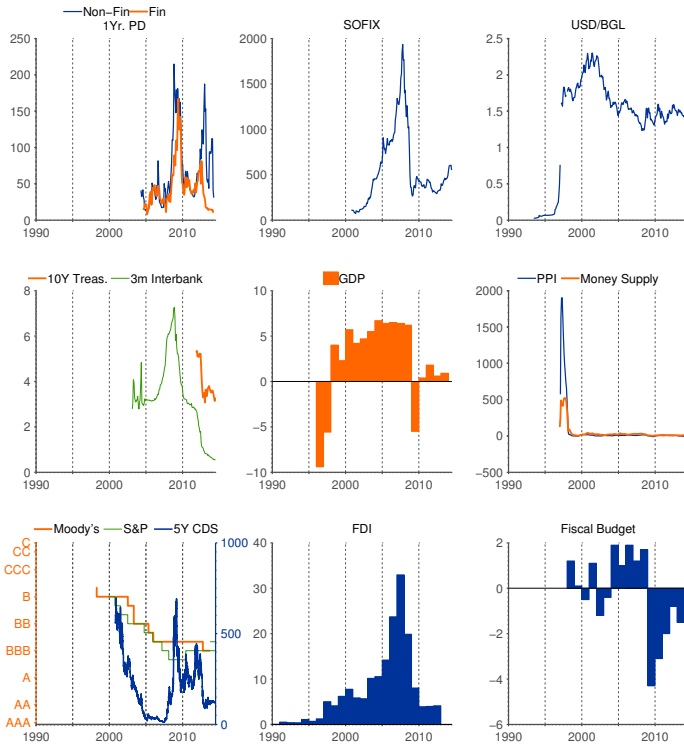 Non−Fin Fin
1Yr. PD
SOFIX
USD/BGL
250
200
150
100
50
0
1990 2000 2010
2000
1500
1000
500
0
1990 2000 2010
2.5
2
1.5
1
0.5
0
1990 2000 2010
10Y Treas. 3m Interbank
GDP
PPI Money Supply
8
6
4
2
0
1990 2000 2010
10
5
0
−5
−10
1990 2000 2010
2000
1500
1000
500
0
−500
1990 2000 2010
Moody's S&P 5Y CDS
FDI
Fiscal Budget
C
CC
CCC
B
BB
BBB
A
AA
AAA
1000
500
0
1990 2000 2010
40
30
20
10
0
1990 2000 2010
2
0
−2
−4
−6
1990 2000 2010